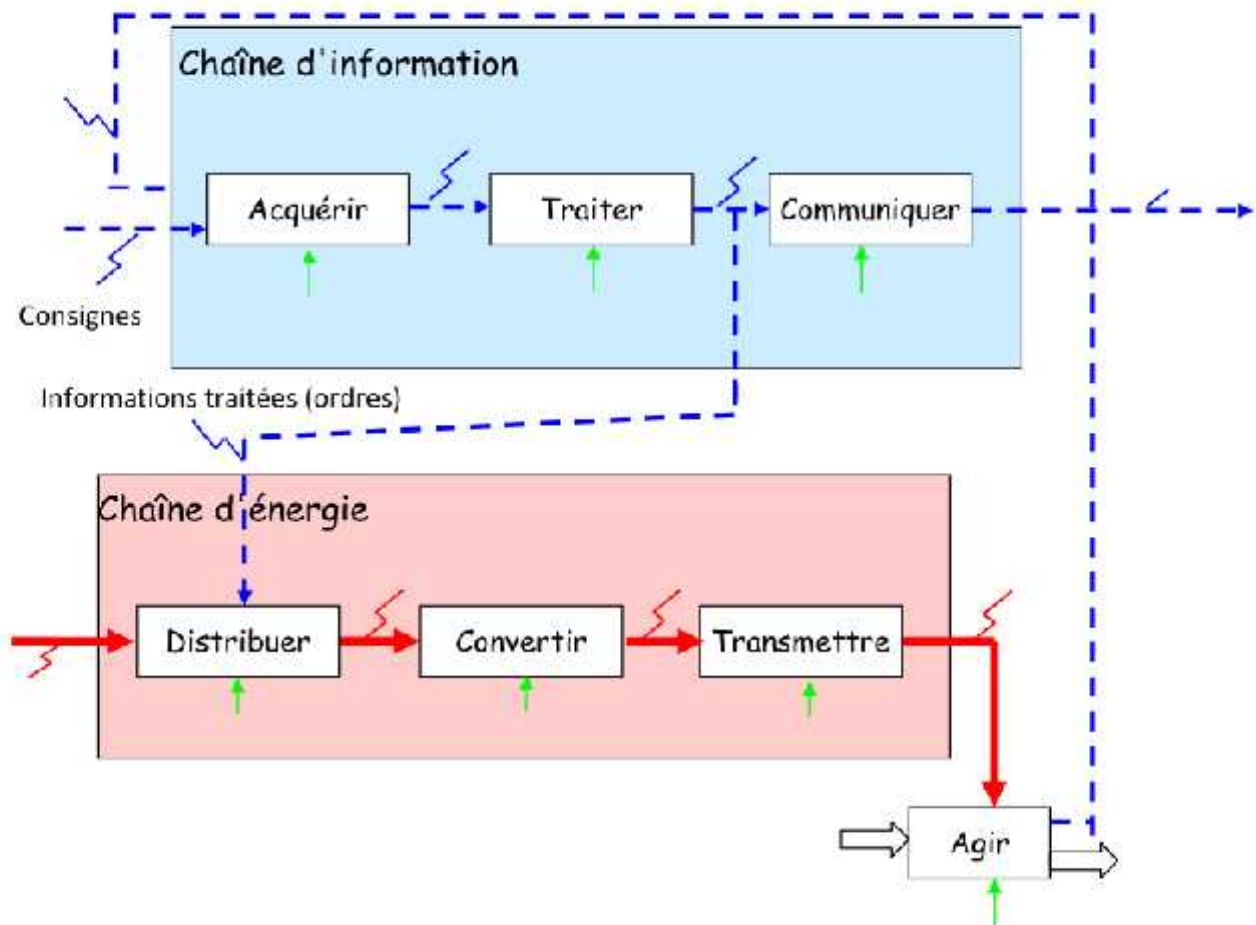 Chaîne d'information
Acquérir
Traiter
Communiquer
Consignes
Informations traitées (ordres)
Chaîne d'énergie
Distribuer
Convertir
Transmettre
Agir